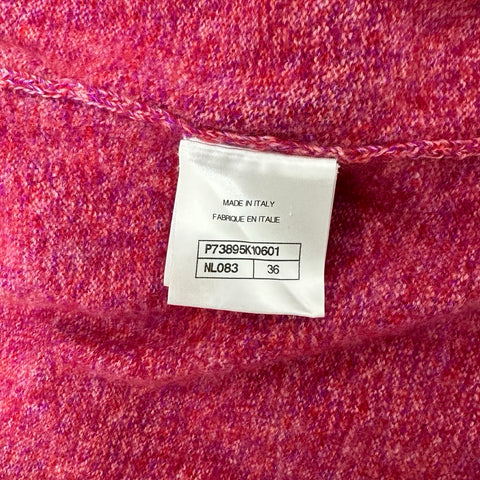 MADE IN ITALY
FABRIQUE EN ITALIE
P73895K10601
NL083 36